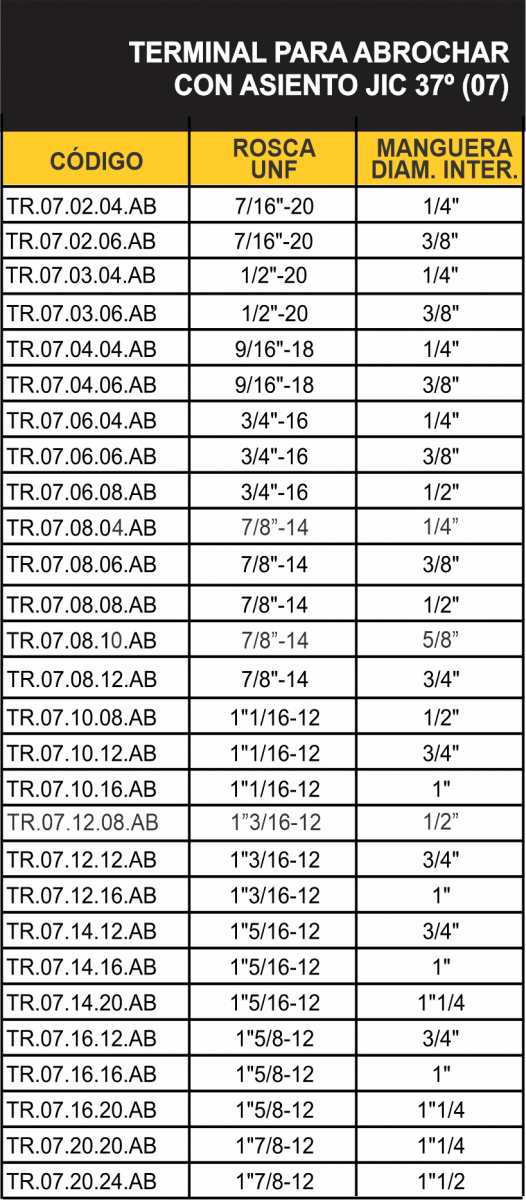 TERMINAL PARA ABROCHAR
CON ASIENTO JIC 37º (07)
CÓDIGO ROSCA UNF MANGUERA DIAM. INTER.
TR.07.02.04.AB 7/16"-20 1/4"
TR.07.02.06.AB 7/16"-20 3/8"
TR.07.03.04.AB 1/2"-20 1/4"
TR.07.03.06.AB 1/2"-20 3/8"
TR.07.04.04.AB 9/16"-18 1/4"
TR.07.04.06.AB 9/16"-18 3/8"
TR.07.06.04.AB 3/4"-16 1/4"
TR.07.06.06.AB 3/4"-16 3/8"
TR.07.06.08.AB 3/4"-16 1/2"
TR.07.08.04.AB 7/8”-14 1/4”
TR.07.08.06.AB 7/8"-14 3/8"
TR.07.08.08.AB 7/8"-14 1/2"
TR.07.08.10.AB 7/8”-14 5/8”
TR.07.08.12.AB 7/8"-14 3/4"
TR.07.10.08.AB 1"1/16-12 1/2"
TR.07.10.12.AB 1"1/16-12 3/4"
TR.07.10.16.AB 1"1/16-12 1"
TR.07.12.08.AB 1”3/16-12 1/2”
TR.07.12.12.AB 1"3/16-12 3/4"
TR.07.12.16.AB 1"3/16-12 1"
TR.07.14.12.AB 1"5/16-12 3/4"
TR.07.14.16.AB 1"5/16-12 1"
TR.07.14.20.AB 1"5/16-12 1"1/4
TR.07.16.12.AB 1"5/8-12 3/4"
TR.07.16.16.AB 1"5/8-12 1"
TR.07.16.20.AB 1"5/8-12 1"1/4
TR.07.20.20.AB 1"7/8-12 1"1/4
TR.07.20.24.AB 1"7/8-12 1"1/2